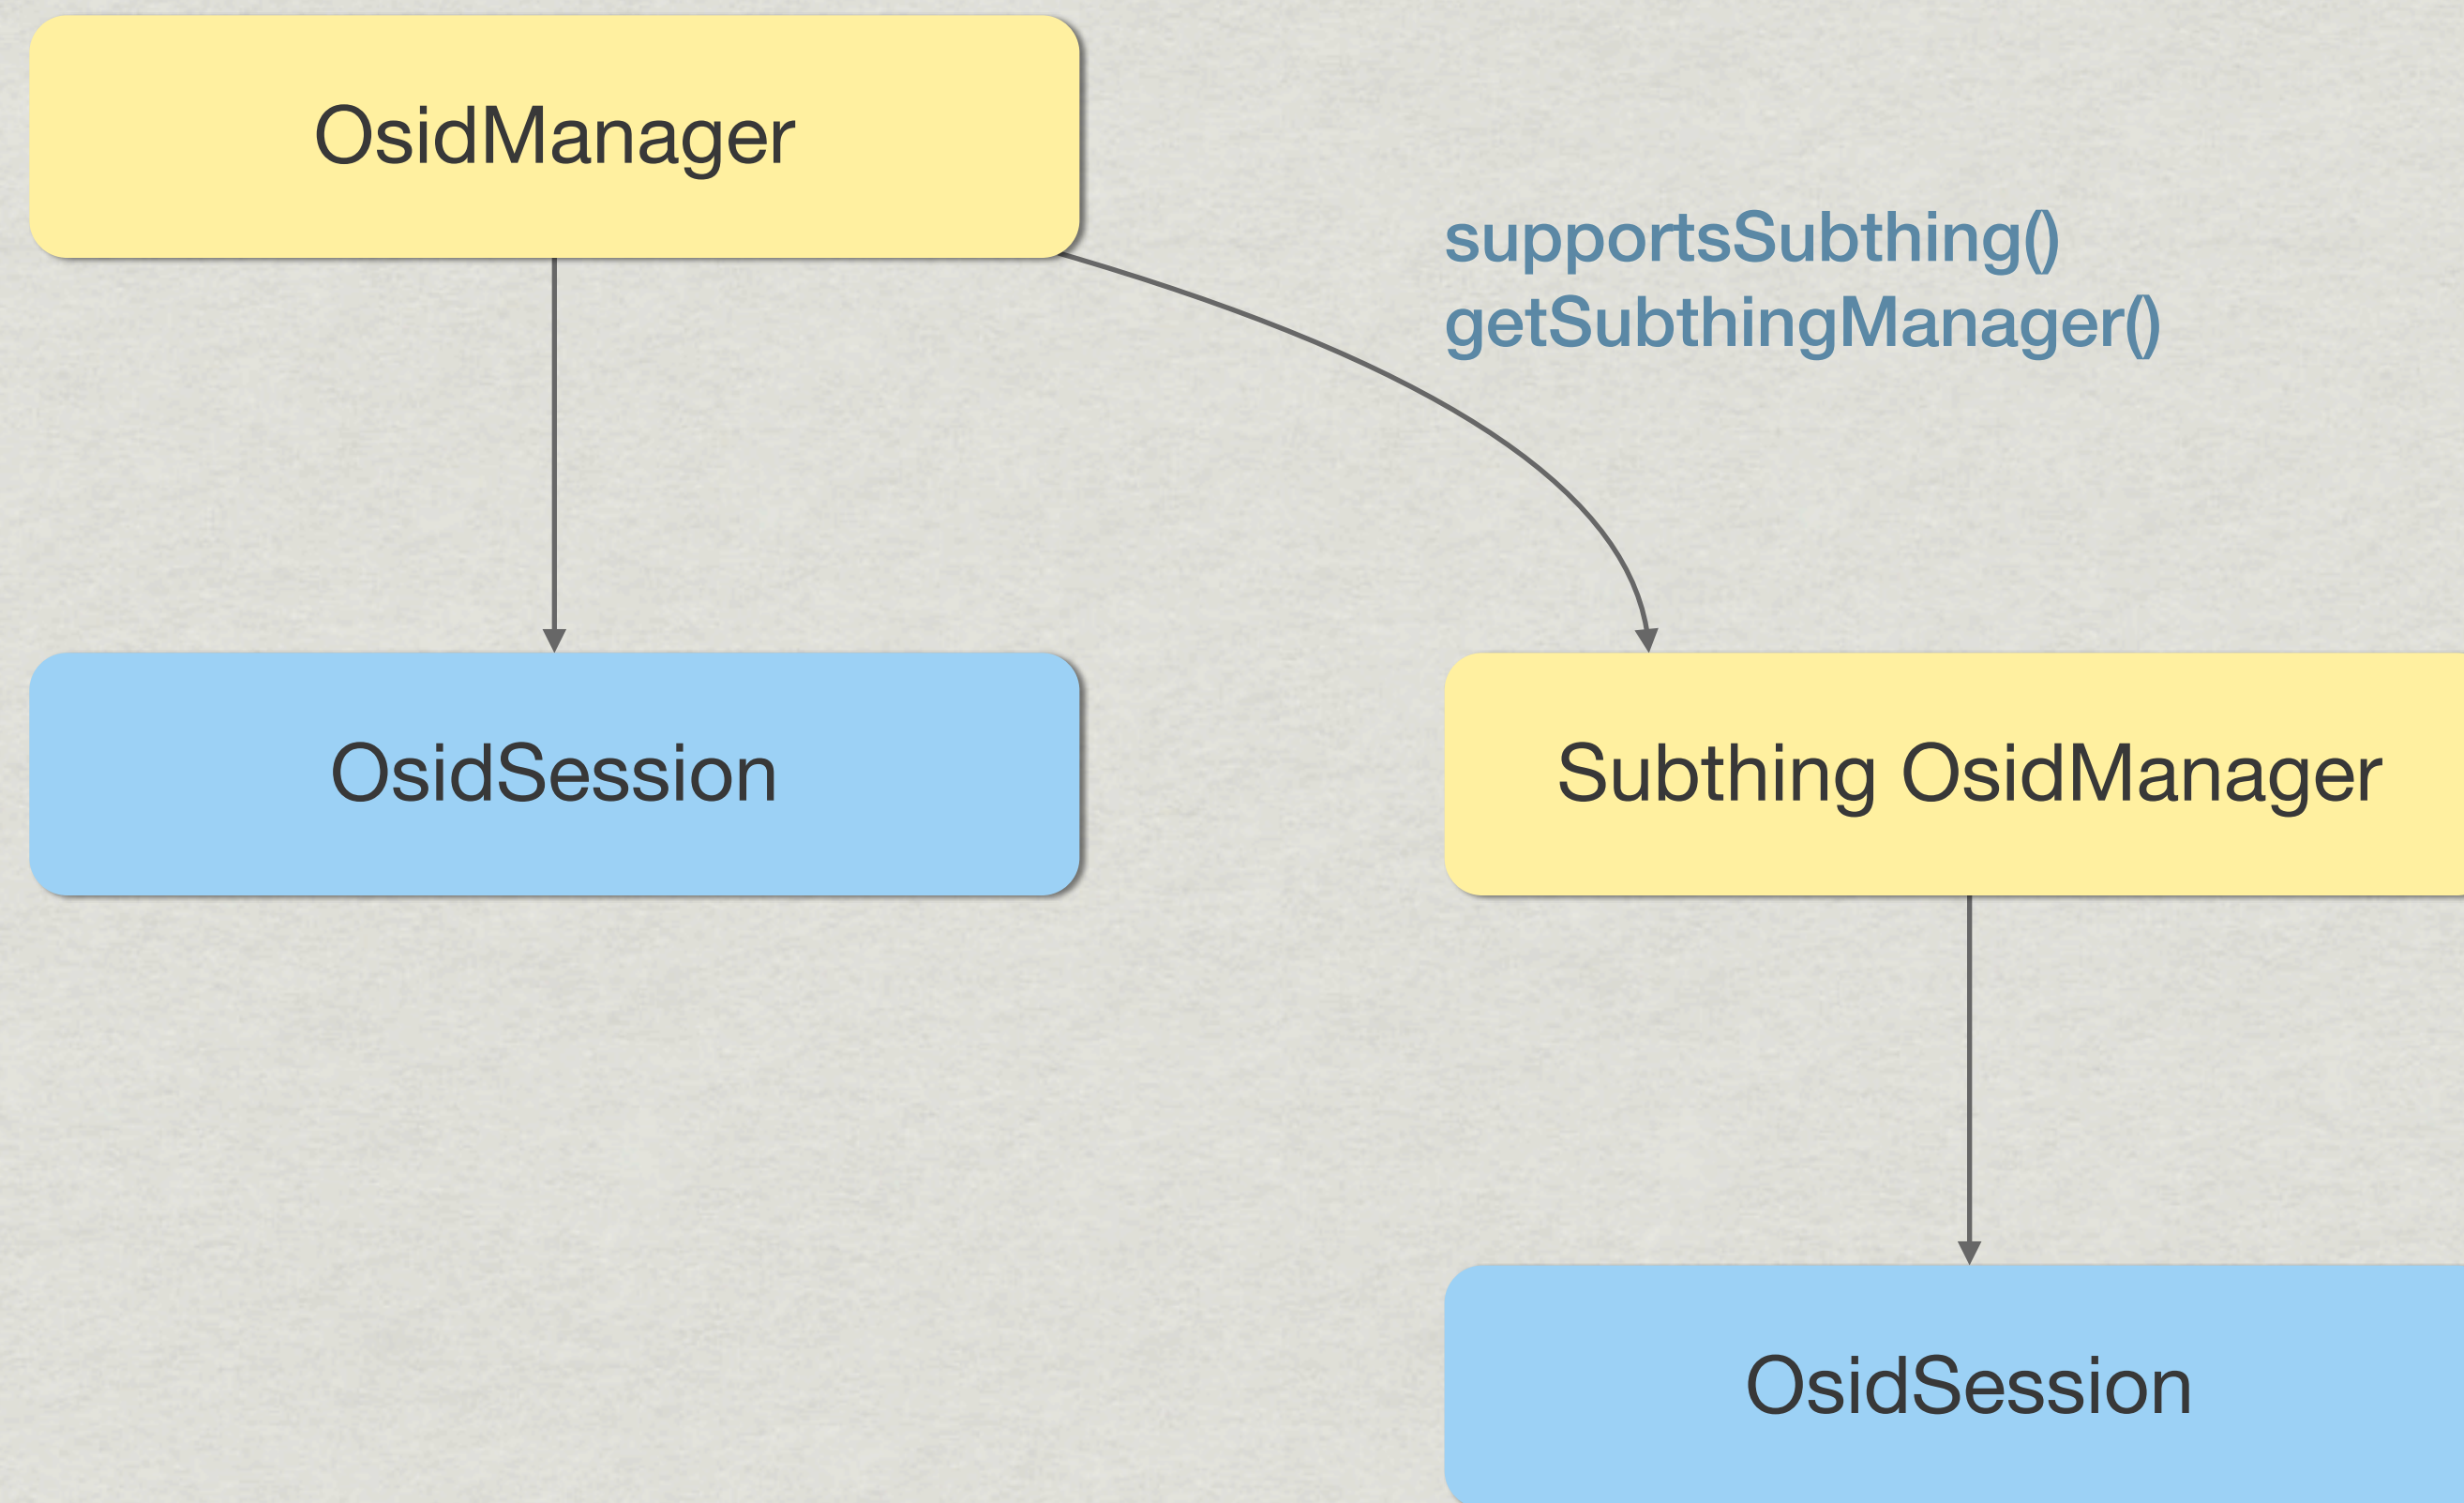 OsidManager
supportsSubthing()
getSubthingManager()
OsidSession
Subthing OsidManager
OsidSession